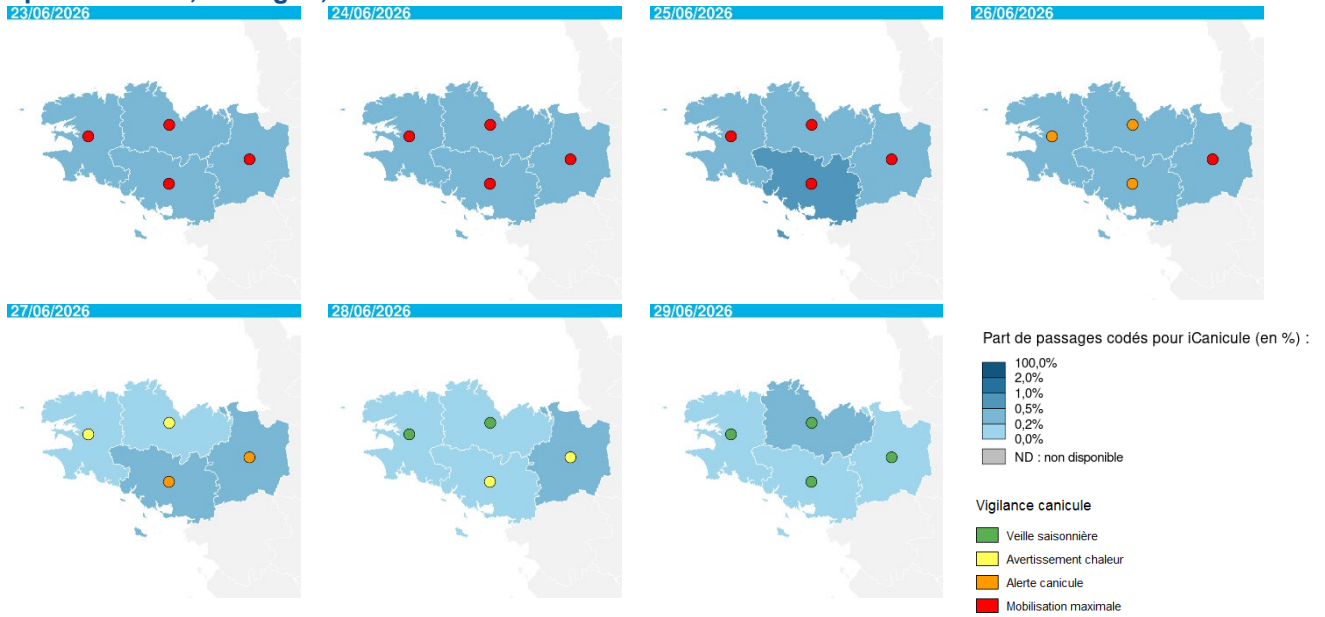 23/06/2026
24/06/2026
25/06/2026
26/06/2026
27/06/2026
28/06/2026
29/06/2026
Part de passages codés pour iCanicule (en %) :
100,0%
2,0%
1,0%
0,5%
0,2%
0,0%
ND : non disponible
Vigilance canicule
Veille saisonnière
Avertissement chaleur
Alerte canicule
Mobilisation maximale